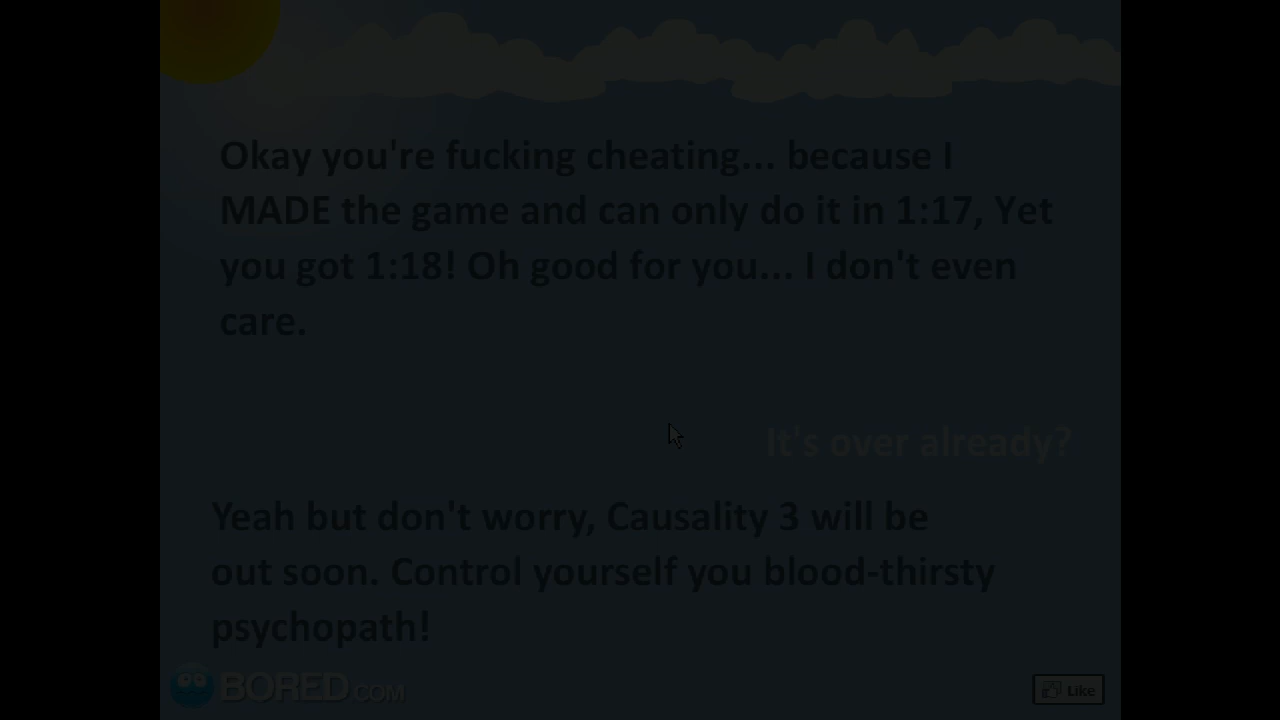 Okay you're fucking cheating... because I
MADE the game and can only do it in 1:17, Yet
you got 1:18! Oh good for you... I don't even
care.
It's over already?
Yeah but don't worry, Causality 3 will be
out soon. Control yourself you blood-thirsty
psychopath!
BORED.COM
Like